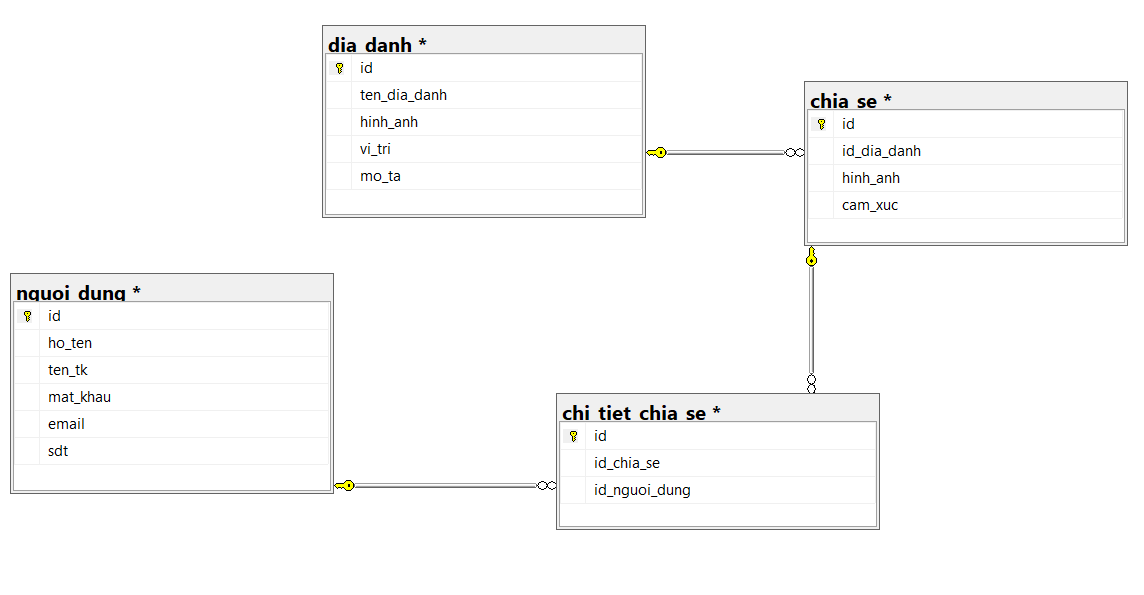 dia_danh *
id
ten_dia_danh
hinh_anh
vi_tri
mo_ta
chia_se *
id
id_dia_danh
hinh_anh
cam_xuc
nguoi_dung *
id
ho_ten
ten_tk
mat_khau
email
sdt
chi_tiet_chia_se *
id
id_chia_se
id_nguoi_dung